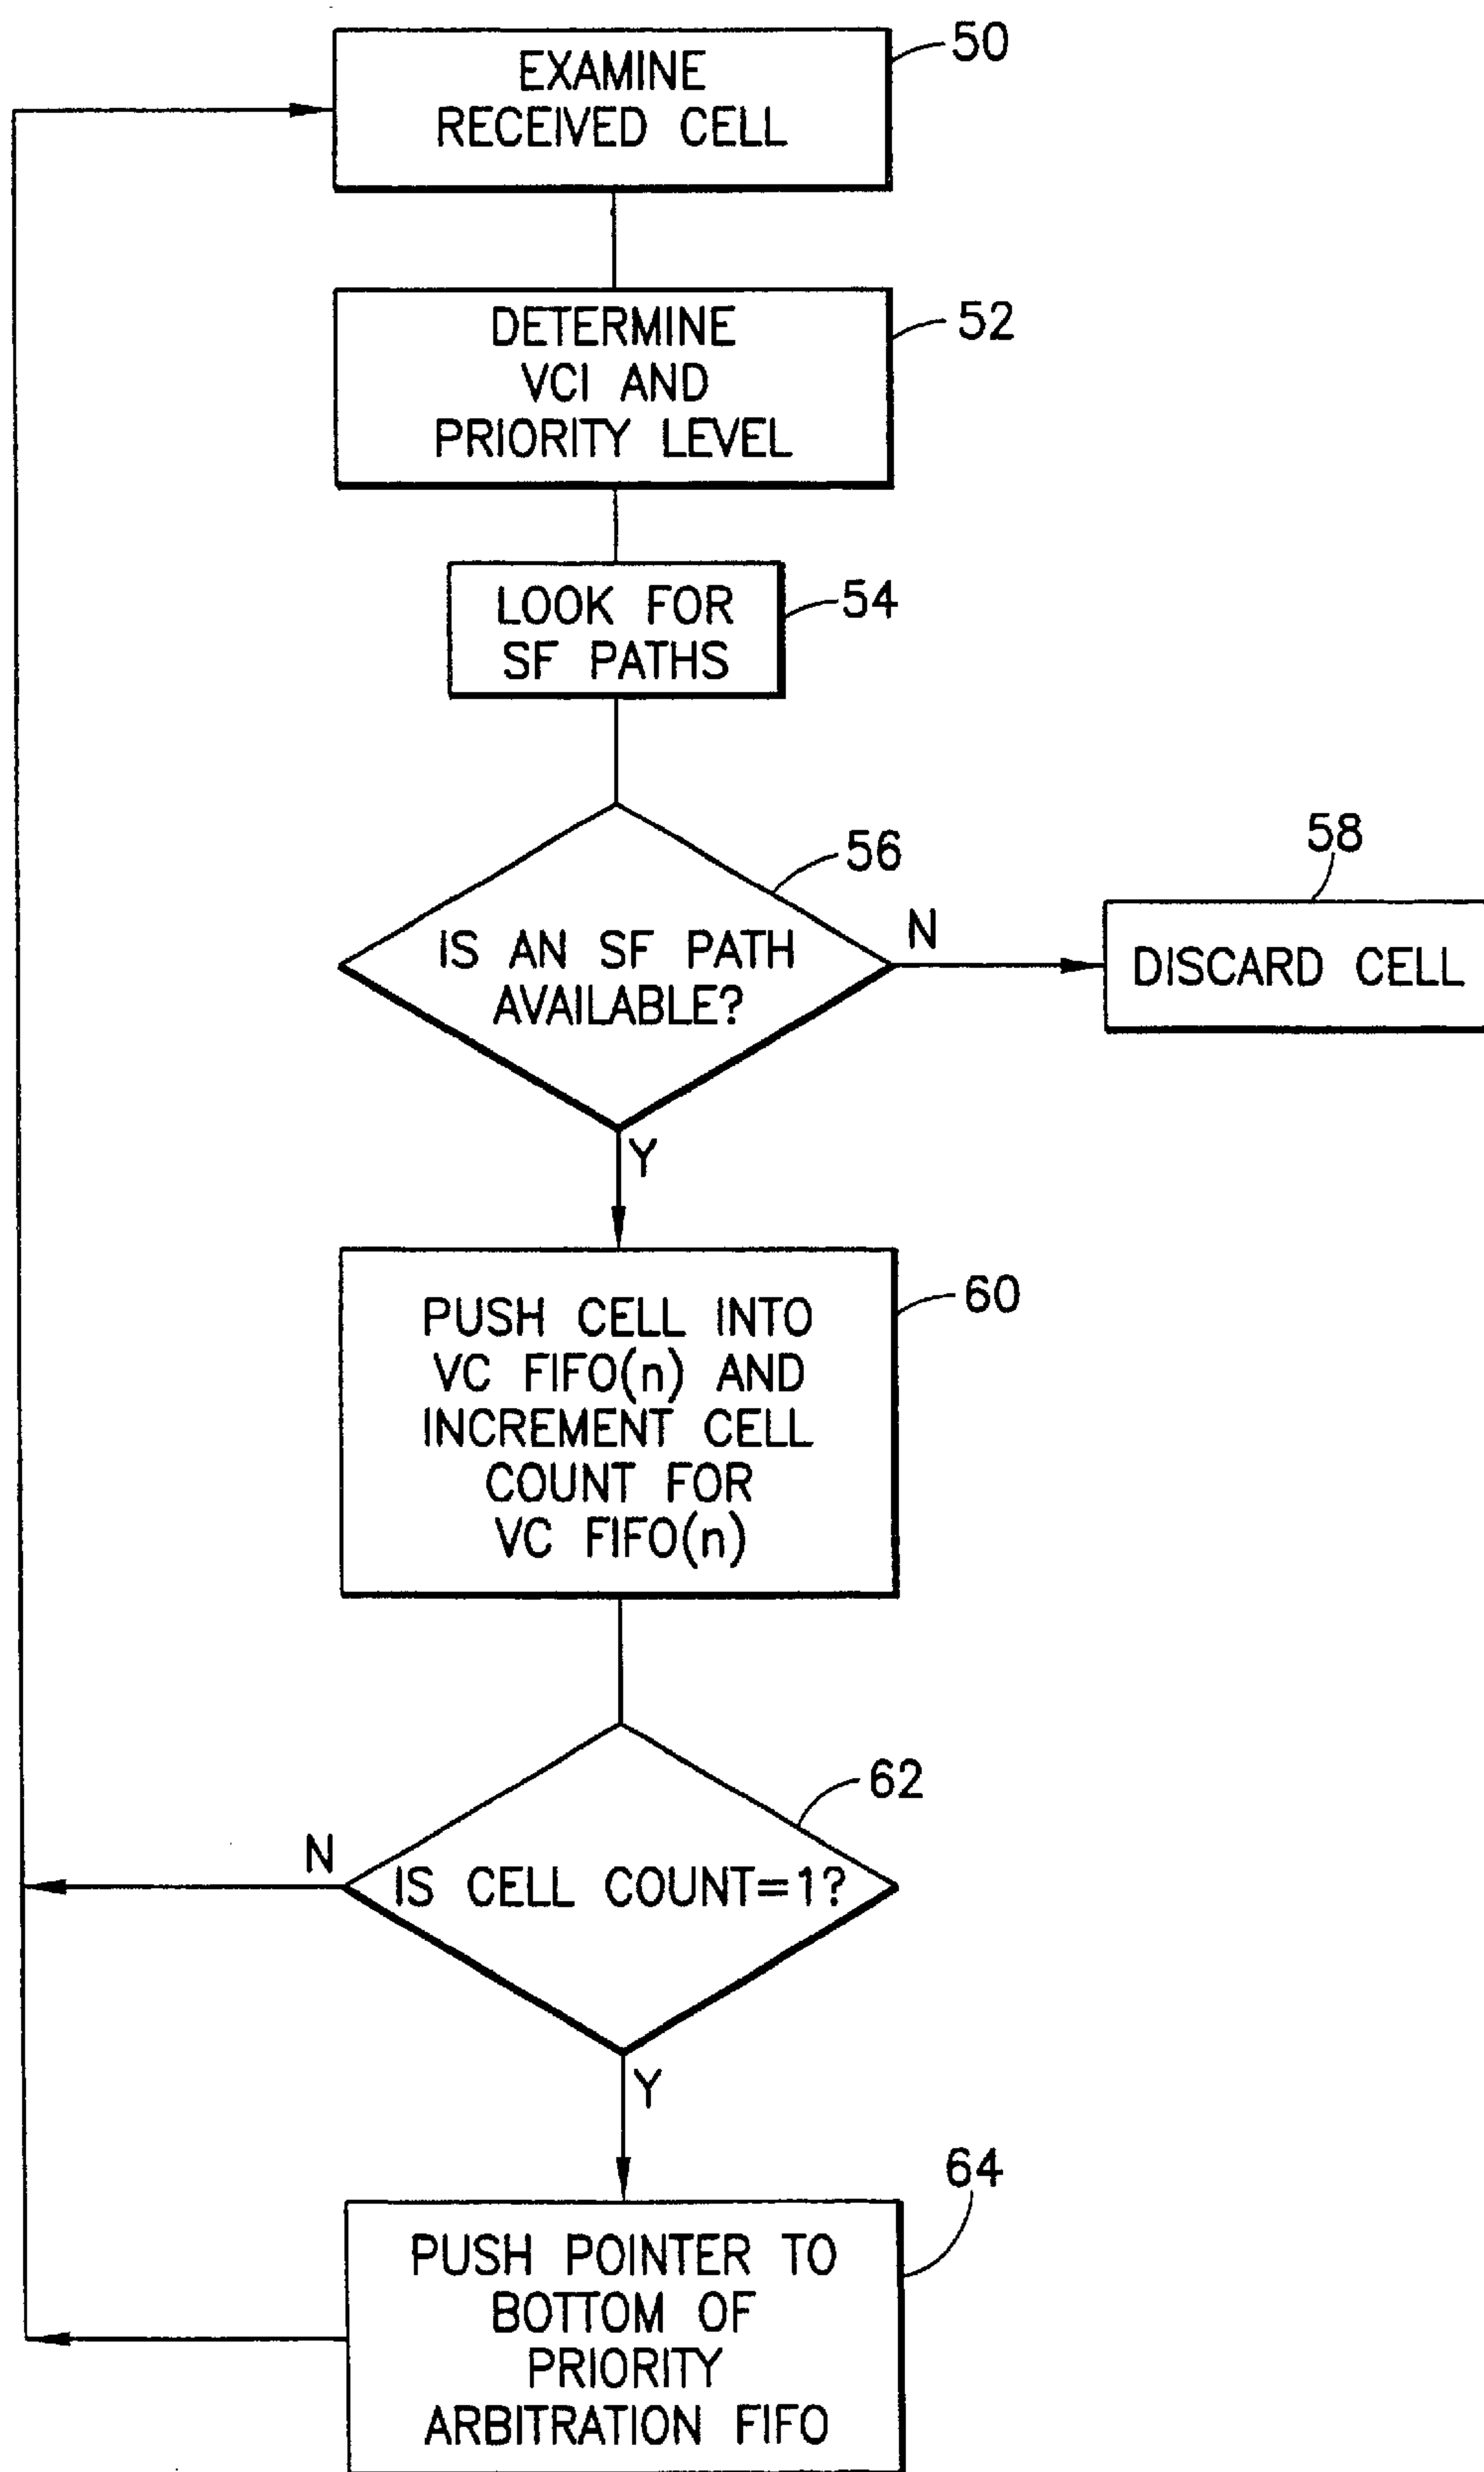 EXAMINE
RECEIVED CELL
50
DETERMINE
VCI AND
PRIORITY LEVEL
52
LOOK FOR
SF PATHS
54
56
IS AN SF PATH
AVAILABLE?
N
58
DISCARD CELL
Y
PUSH CELL INTO
VC FIFO(n) AND
INCREMENT CELL
COUNT FOR
VC FIFO(n)
60
62
N
IS CELL COUNT=1?
Y
64
PUSH POINTER TO
BOTTOM OF
PRIORITY
ARBITRATION FIFO